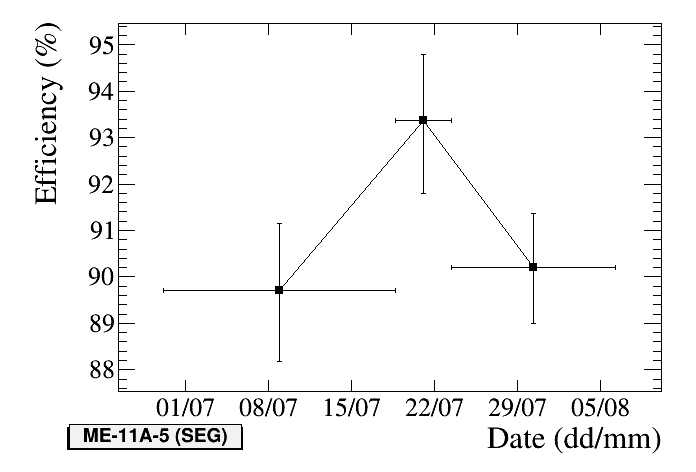 Efficiency (%)
95
94
93
92
91
90
89
88
01/07 08/07 15/07 22/07 29/07 05/08
Date (dd/mm)
ME-11A-5 (SEG)